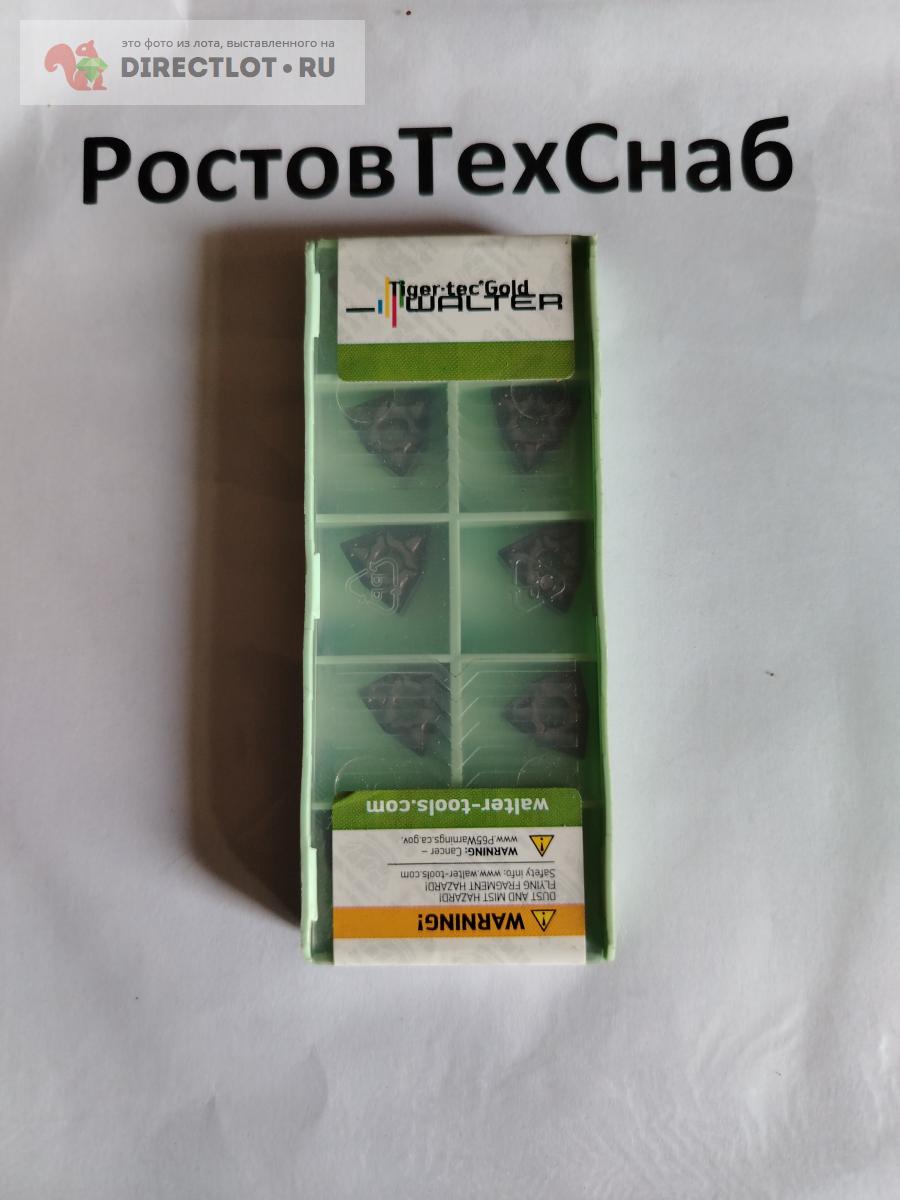 это фото из лота, выставленного на
DIRECTLOT•RU
РостовТехСнаб
Tiger·tec®Gold
WALTER
walter-tools.com
WARNING: Cancer –
www.P65Warnings.ca.gov.
Safety info: www.walter-tools.com
FLYING FRAGMENT HAZARD!
DUST AND MIST HAZARD!
WARNING!